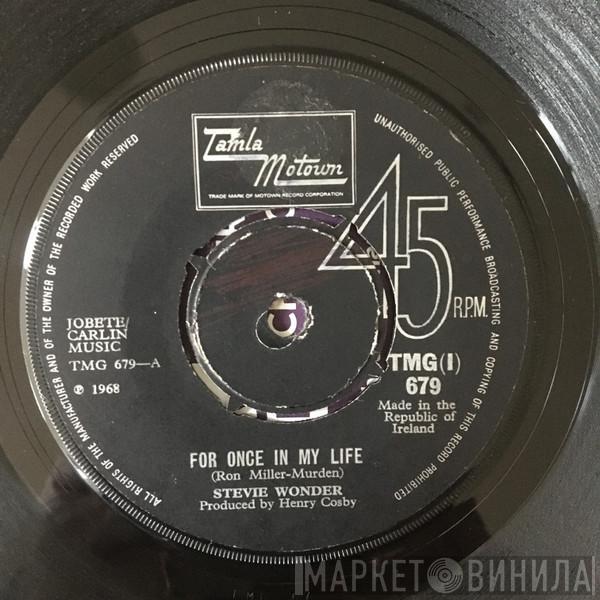 Tamla
Motown
TRADE MARK OF MOTOWN RECORD CORPORATION
45
R.P.M.
ALL RIGHTS OF THE MANUFACTURER AND OF THE OWNER OF THE RECORDED WORK RESERVED
UNAUTHORISED PUBLIC PERFORMANCE BROADCASTING AND COPYING OF THIS RECORD PROHIBITED
JOBETE/
CARLIN
MUSIC
TMG 679—A
℗ 1968
TMG(I)
679
Made in the
Republic of
Ireland
FOR ONCE IN MY LIFE
(Ron Miller-Murden)
STEVIE WONDER
Produced by Henry Cosby
МАРКЕТ ВИНИЛА